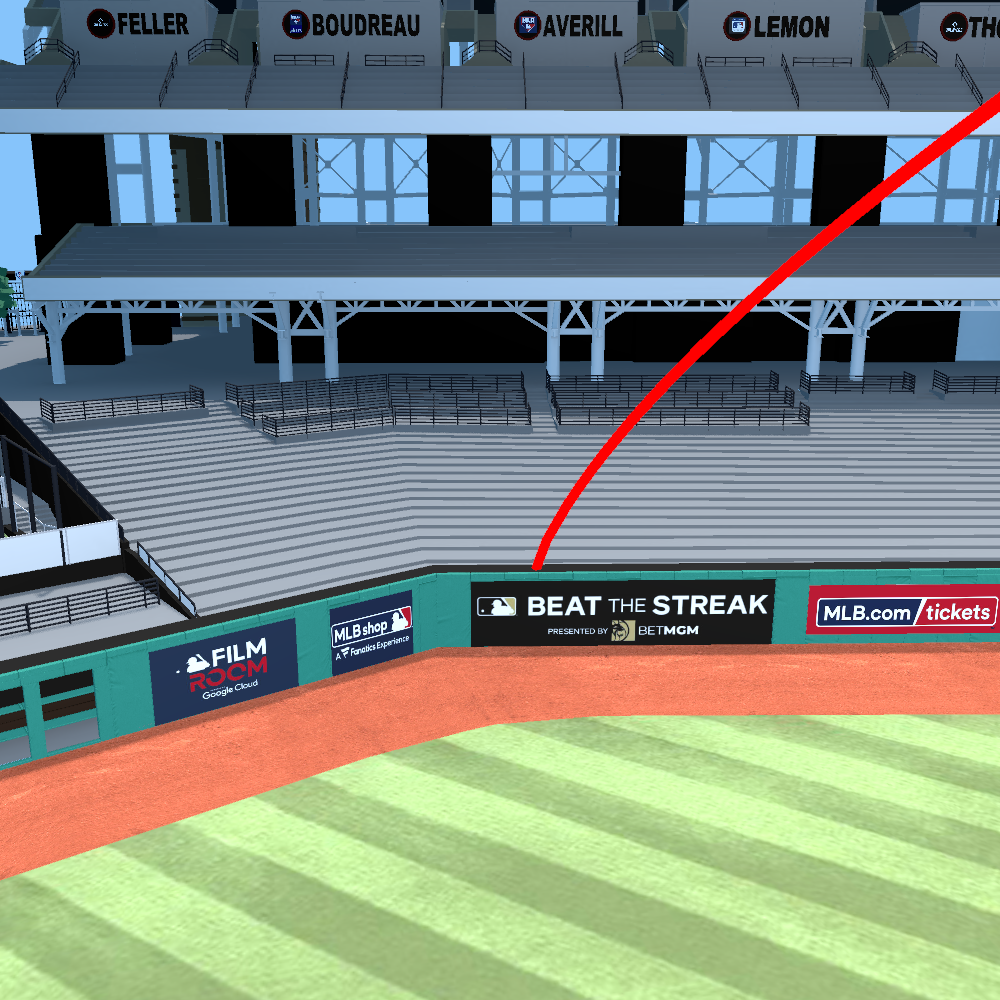 FELLER
BOUDREAU
AVERILL
LEMON
BEAT THE STREAK
PRESENTED BY BETMGM
MLB.com/tickets
MLB shop
A Fanatics Experience
FILM
ROOM
Google Cloud